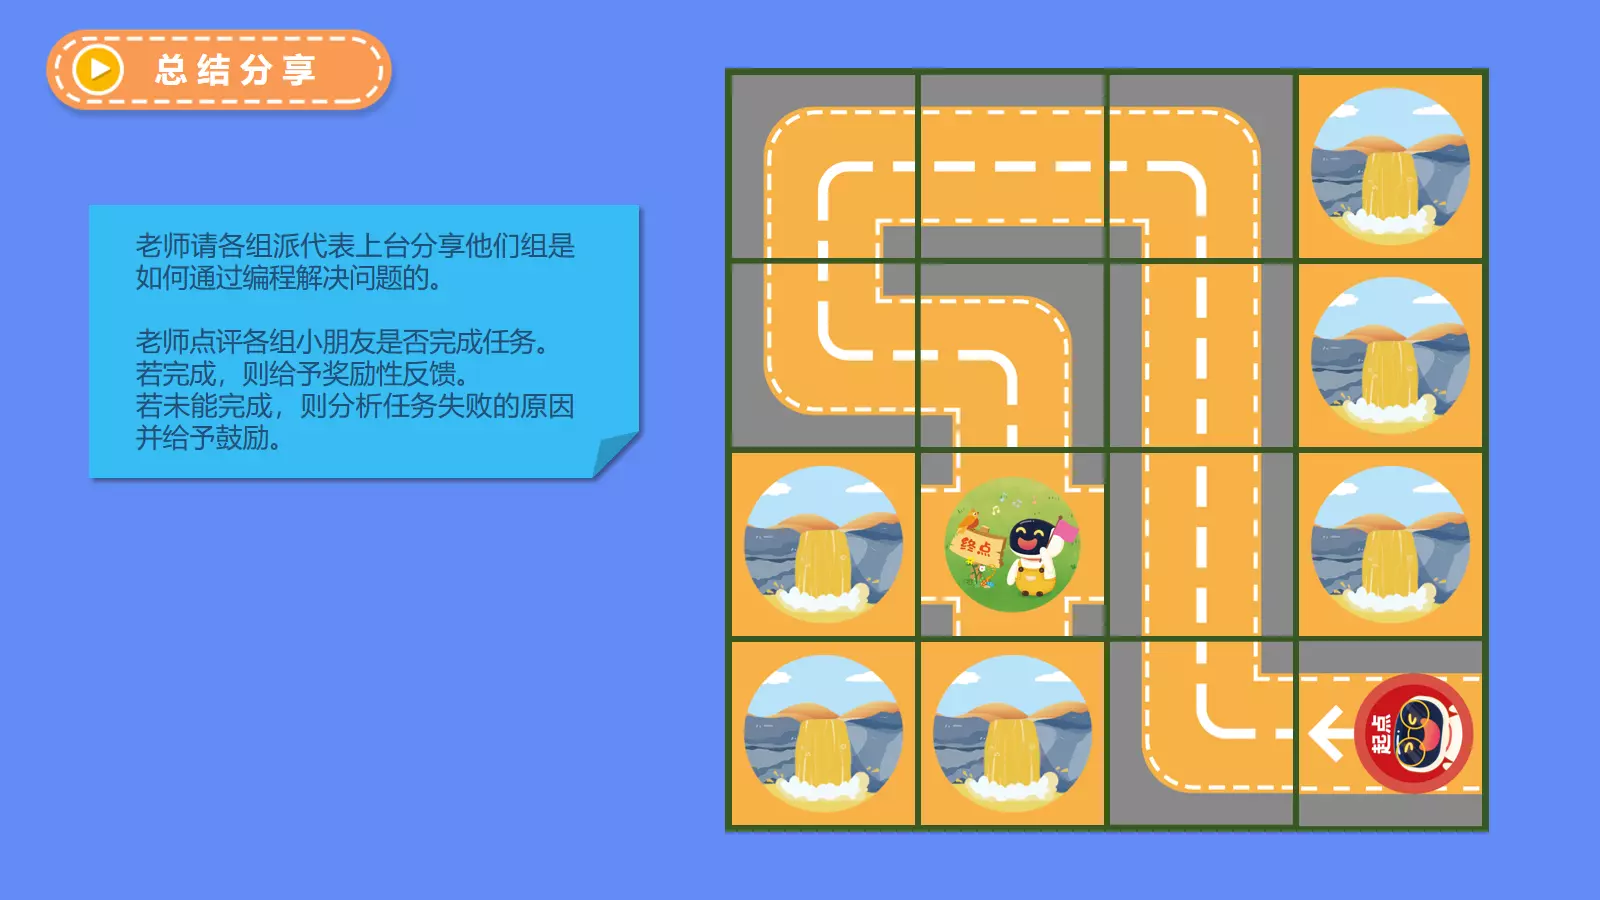 总结分享
老师请各组派代表上台分享他们组是
如何通过编程解决问题的。
老师点评各组小朋友是否完成任务。
若完成，则给予奖励性反馈。
若未能完成，则分析任务失败的原因
并给予鼓励。
终点
起点